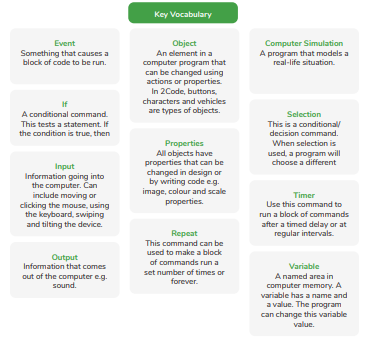 Key Vocabulary
Event
Something that causes a
block of code to be run.
If
A conditional command.
This tests a statement. If
the condition is true, then
Input
Information going into
the computer. Can
include moving or
clicking the mouse, using
the keyboard, swiping
and tilting the device.
Output
Information that comes
out of the computer e.g.
sound.
Object
An element in a
computer program that
can be changed using
actions or properties.
In 2Code, buttons,
characters and vehicles
are types of objects.
Properties
All objects have
properties that can be
changed in design or
by writing code e.g.
image, colour and scale
properties.
Repeat
This command can be
used to make a block
of commands run a
set number of times or
forever.
Computer Simulation
A program that models a
real-life situation.
Selection
This is a conditional/
decision command.
When selection is
used, a program will
choose a different
Timer
Use this command to
run a block of commands
after a timed delay or at
regular intervals.
Variable
A named area in
computer memory. A
variable has a name and
a value. The program
can change this variable
value.